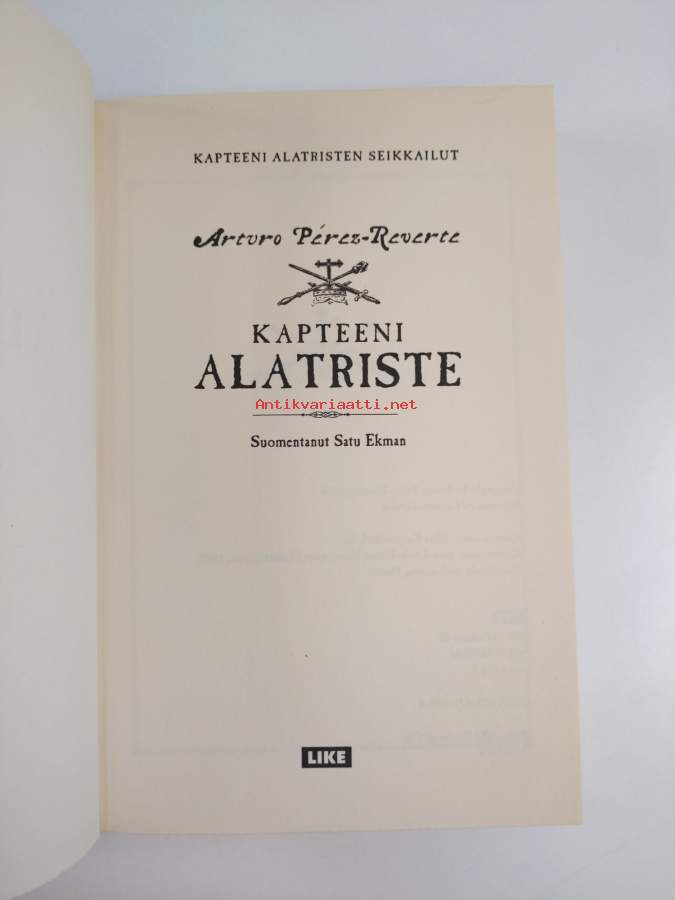 KAPTEENI ALATRISTEN SEIKKAILUT
Arturo Pérez-Reverte
KAPTEENI
ALATRISTE
Antikvariaatti.net
Suomentanut Satu Ekman
LIKE